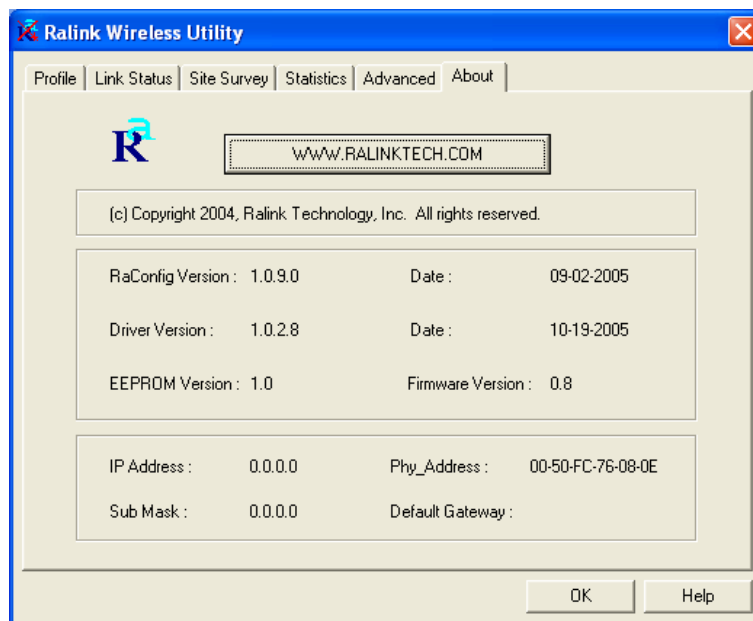 Ralink Wireless Utility
Profile Link Status Site Survey Statistics Advanced About
Ra
WWW.RALINKTECH.COM
(c) Copyright 2004, Ralink Technology, Inc. All rights reserved.
RaConfig Version : 1.0.9.0 Date : 09-02-2005
Driver Version : 1.0.2.8 Date : 10-19-2005
EEPROM Version : 1.0 Firmware Version : 0.8
IP Address : 0.0.0.0 Phy_Address : 00-50-FC-76-08-0E
Sub Mask : 0.0.0.0 Default Gateway :
OK Help